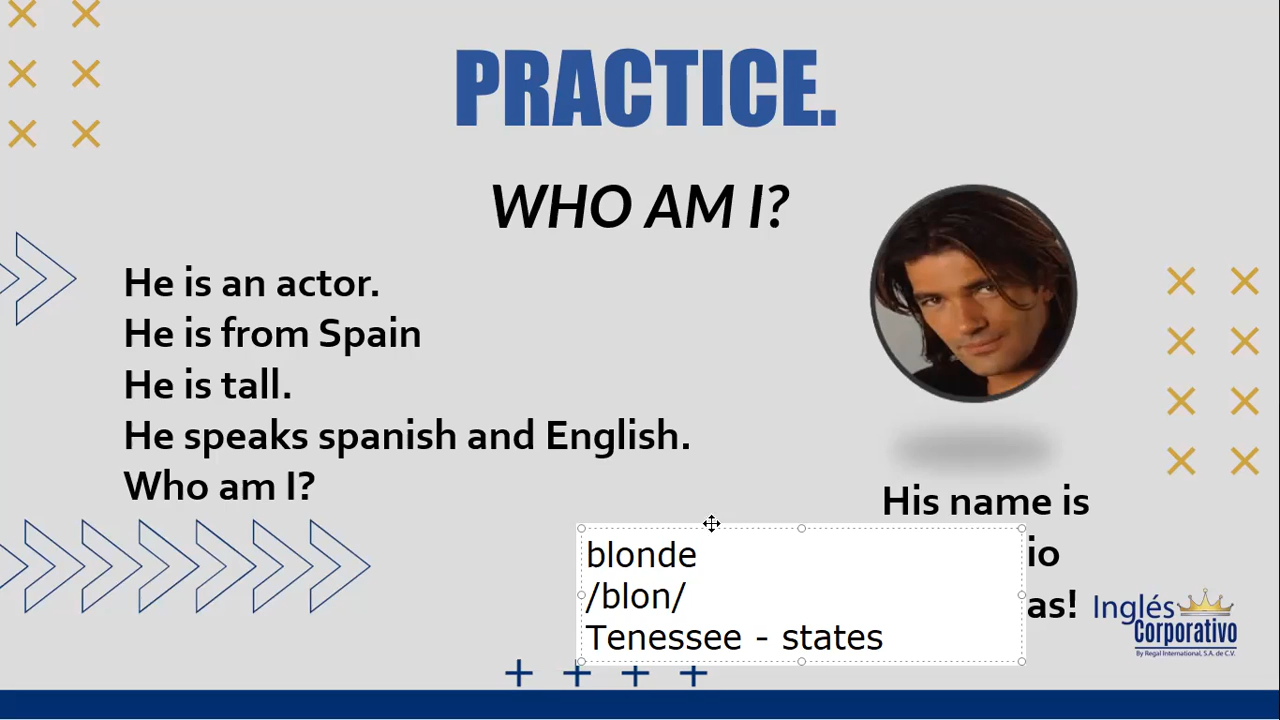 PRACTICE.
WHO AM I?
He is an actor.
He is from Spain
He is tall.
He speaks spanish and English.
Who am I?
His name is
io
as!
blonde
/blon/
Tenessee - states
Inglés
Corporativo
By Regal International, S.A. de C.V.